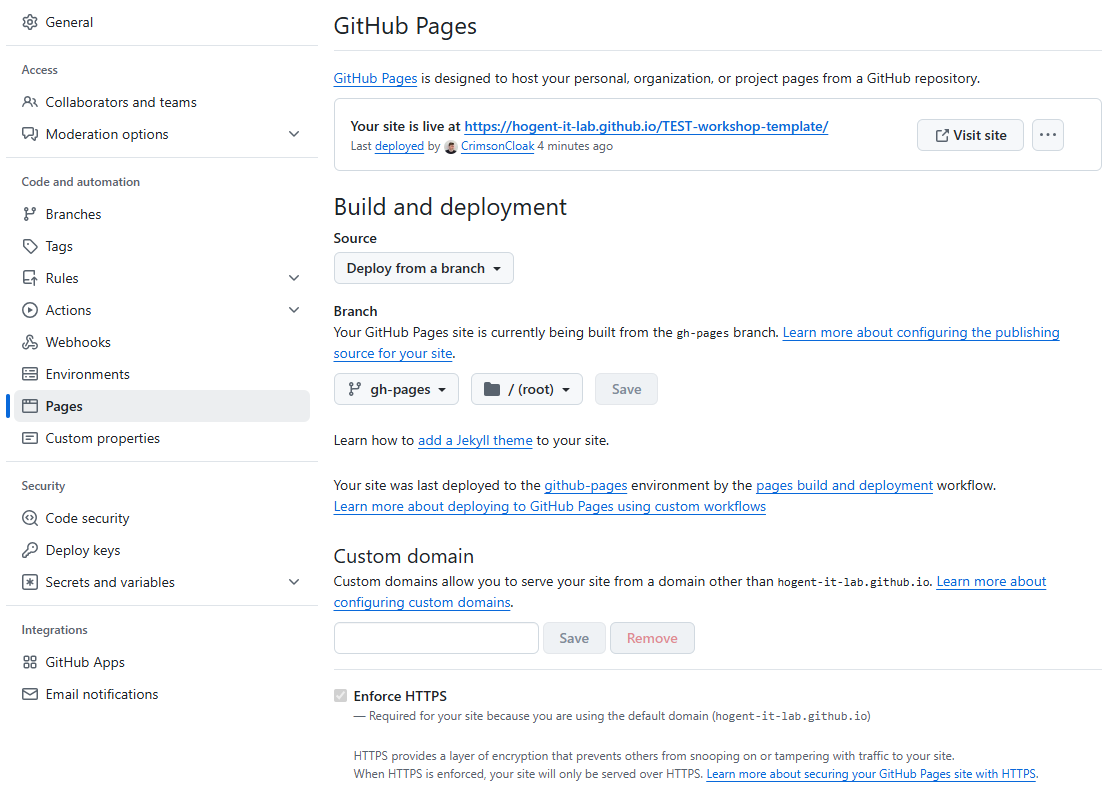 General
Access
Collaborators and teams
Moderation options
Code and automation
Branches
Tags
Rules
Actions
Webhooks
Environments
Pages
Custom properties
Security
Code security
Deploy keys
Secrets and variables
Integrations
GitHub Apps
Email notifications
GitHub Pages
GitHub Pages is designed to host your personal, organization, or project pages from a GitHub repository.
Your site is live at https://hogent-it-lab.github.io/TEST-workshop-template/
Last deployed by CrimsonCloak 4 minutes ago
Visit site
Build and deployment
Source
Deploy from a branch
Branch
Your GitHub Pages site is currently being built from the gh-pages branch. Learn more about configuring the publishing
source for your site.
gh-pages / (root) Save
Learn how to add a Jekyll theme to your site.
Your site was last deployed to the github-pages environment by the pages build and deployment workflow.
Learn more about deploying to GitHub Pages using custom workflows
Custom domain
Custom domains allow you to serve your site from a domain other than hogent-it-lab.github.io. Learn more about
configuring custom domains.
Save Remove
Enforce HTTPS
— Required for your site because you are using the default domain (hogent-it-lab.github.io)
HTTPS provides a layer of encryption that prevents others from snooping on or tampering with traffic to your site.
When HTTPS is enforced, your site will only be served over HTTPS. Learn more about securing your GitHub Pages site with HTTPS.